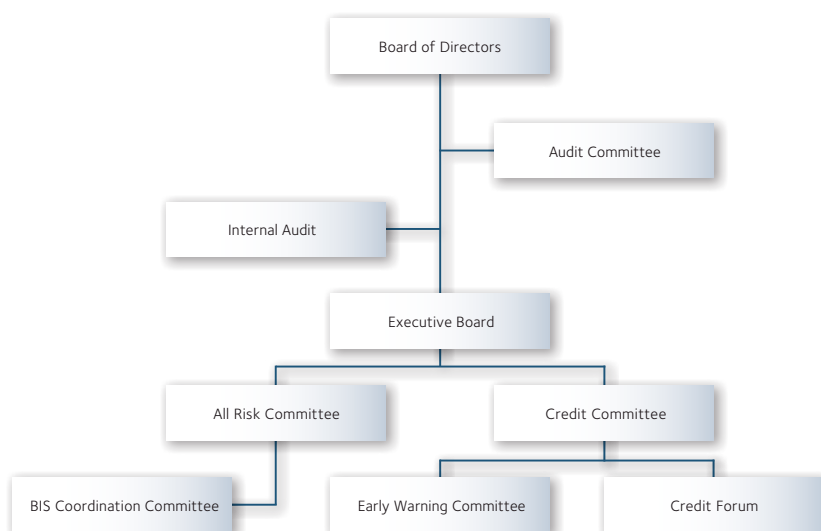 Board of Directors
Audit Committee
Internal Audit
Executive Board
All Risk Committee
Credit Committee
BIS Coordination Committee
Early Warning Committee
Credit Forum